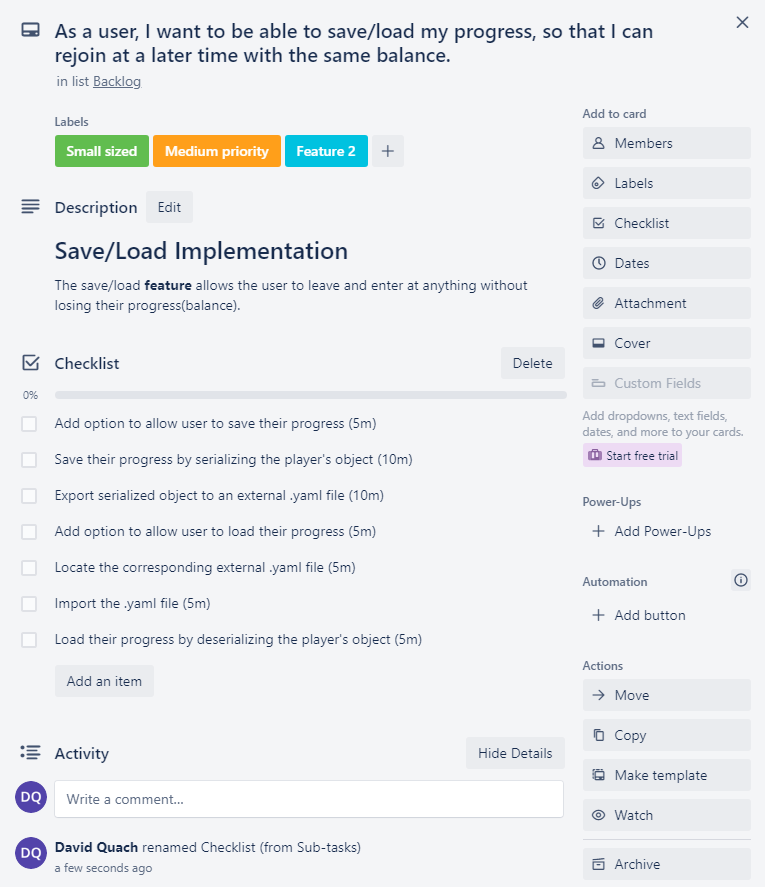 As a user, I want to be able to save/load my progress, so that I can
rejoin at a later time with the same balance.
in list Backlog
Labels
Small sized
Medium priority
Feature 2
Description
Edit
Save/Load Implementation
The save/load feature allows the user to leave and enter at anything without
losing their progress(balance).
Checklist
Delete
0%
Add option to allow user to save their progress (5m)
Save their progress by serializing the player's object (10m)
Export serialized object to an external .yaml file (10m)
Add option to allow user to load their progress (5m)
Locate the corresponding external .yaml file (5m)
Import the .yaml file (5m)
Load their progress by deserializing the player's object (5m)
Add an item
Activity
Hide Details
DQ
Write a comment...
DQ
David Quach renamed Checklist (from Sub-tasks)
a few seconds ago
Add to card
Members
Labels
Checklist
Dates
Attachment
Cover
Custom Fields
Add dropdowns, text fields,
dates, and more to your cards.
Start free trial
Power-Ups
Add Power-Ups
Automation
Add button
Actions
Move
Copy
Make template
Watch
Archive